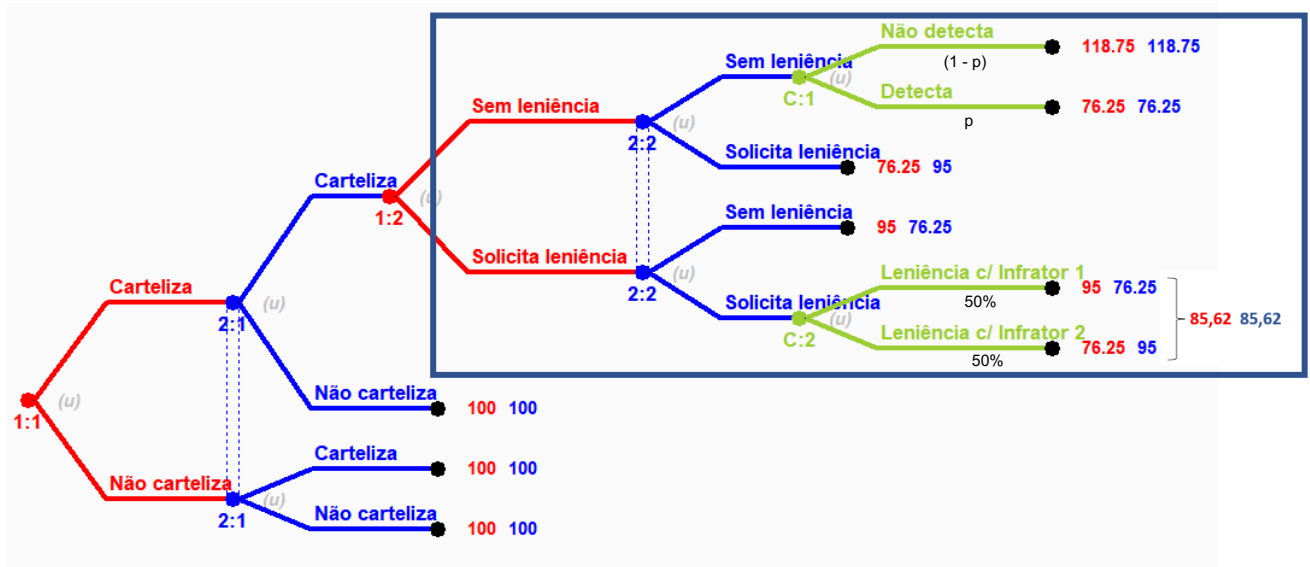 Não detecta
118.75 118.75
(1 - p)
Sem leniência
(u)
C:1
Detecta
76.25 76.25
p
Sem leniência
(u)
2:2
Solicita leniência
76.25 95
Carteliza
(u)
1:2
Sem leniência
95 76.25
Solicita leniência
(u)
2:2
Leniência c/ Infrator 1
95 76.25
50%
Solicita leniência
(u)
C:2
85,62 85,62
Leniência c/ Infrator 2
76.25 95
50%
Carteliza
(u)
2:1
Não carteliza
100 100
(u)
1:1
Carteliza
100 100
Não carteliza
(u)
2:1
Não carteliza
100 100